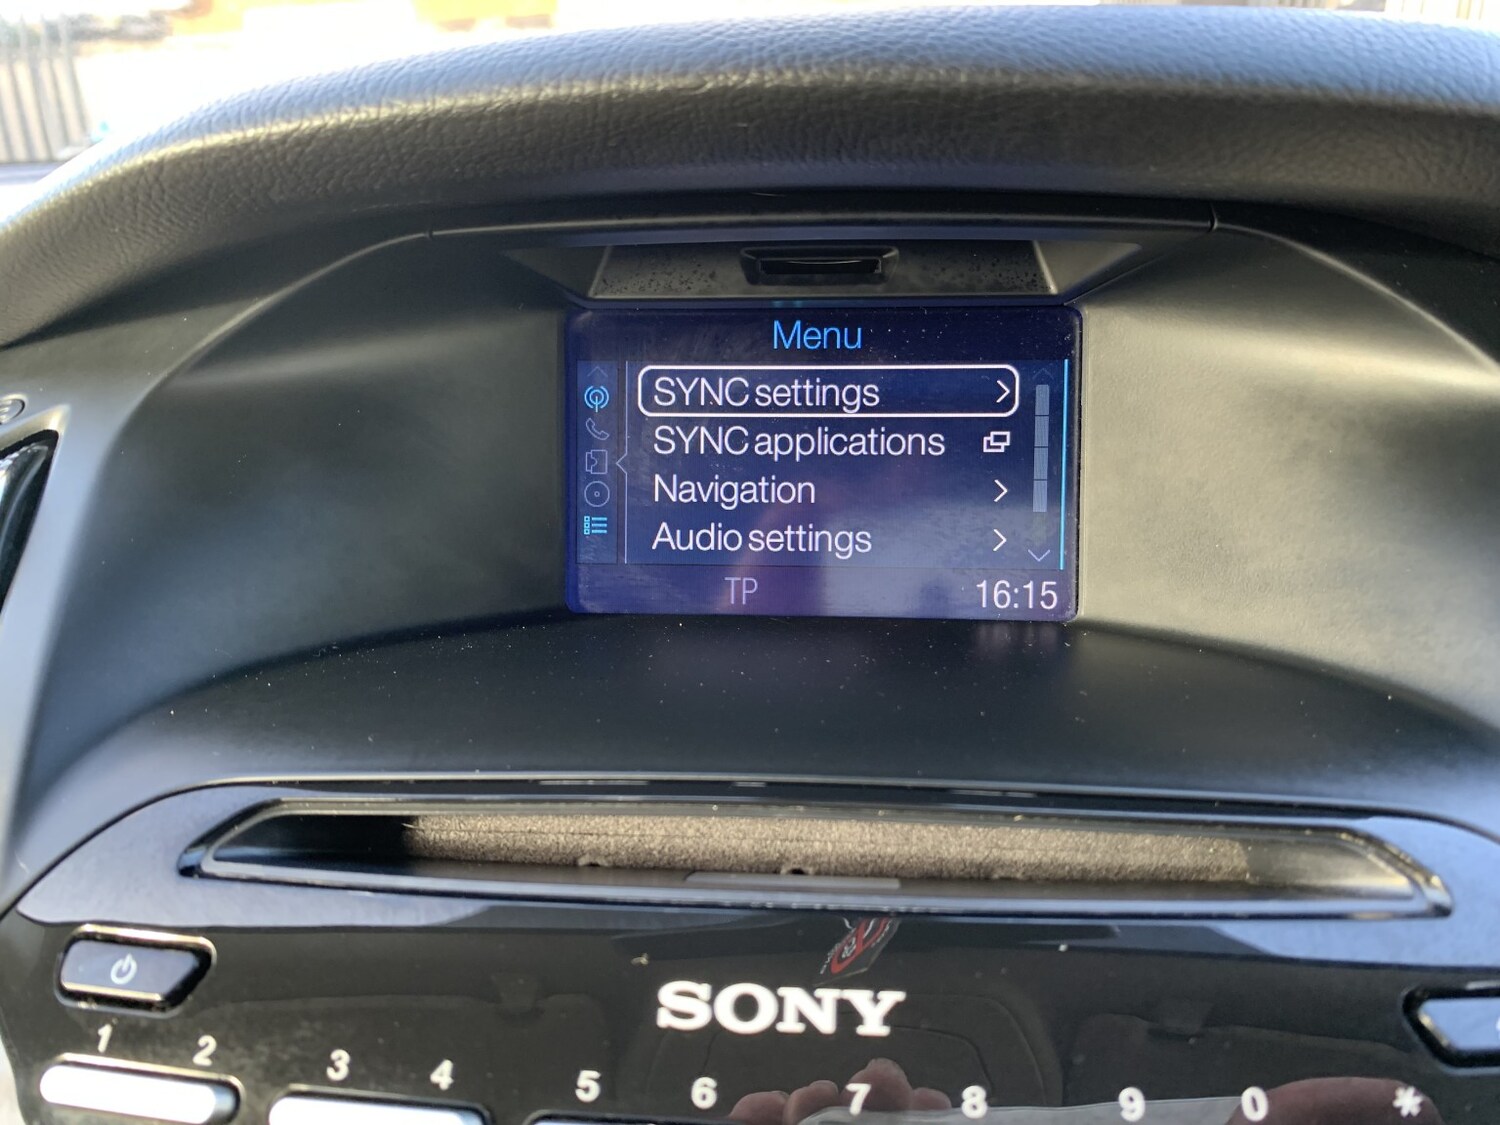 Menu
SYNC settings
SYNC applications
Navigation
Audio settings
TP
16:15
SONY
1 2 3 4 5 6 7 8 9 0 *